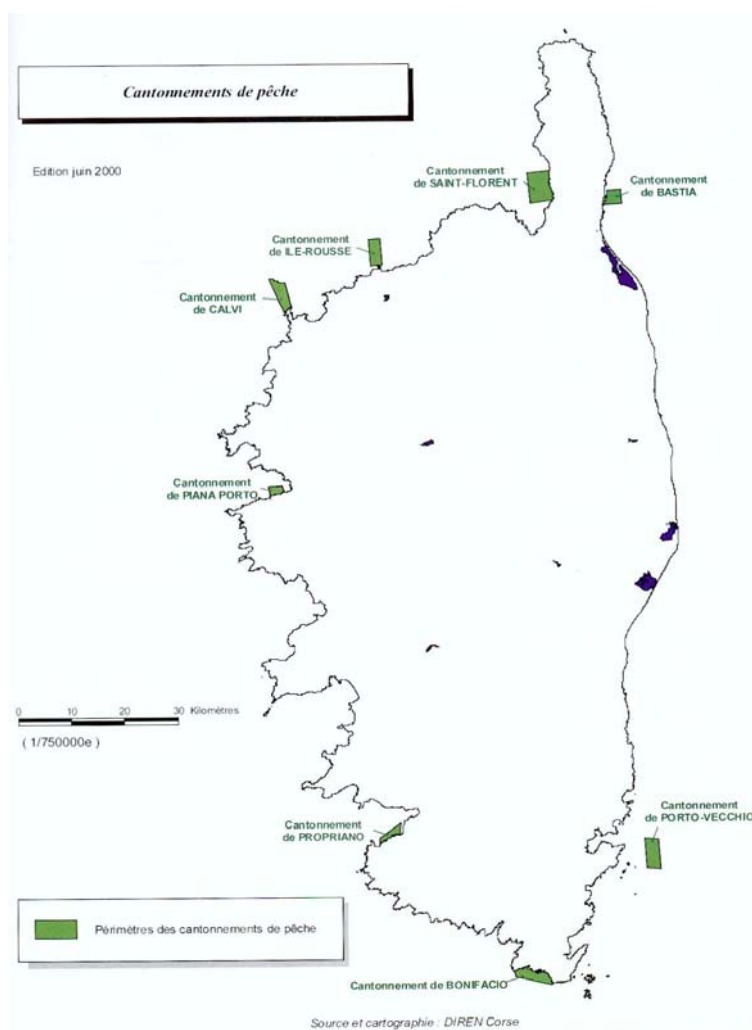 Cantonnements de pêche
Edition juin 2000
Cantonnement
de SAINT-FLORENT
Cantonnement
de BASTIA
Cantonnement
de ILE-ROUSSE
Cantonnement
de CALVI
Cantonnement
de PIANA PORTO
0 10 20 30 Kilomètres
( 1/750000e )
Cantonnement
de PORTO-VECCHIO
Cantonnement
de PROPRIANO
Périmètres des cantonnements de pêche
Cantonnement de BONIFACIO
Source et cartographie : DIREN Corse